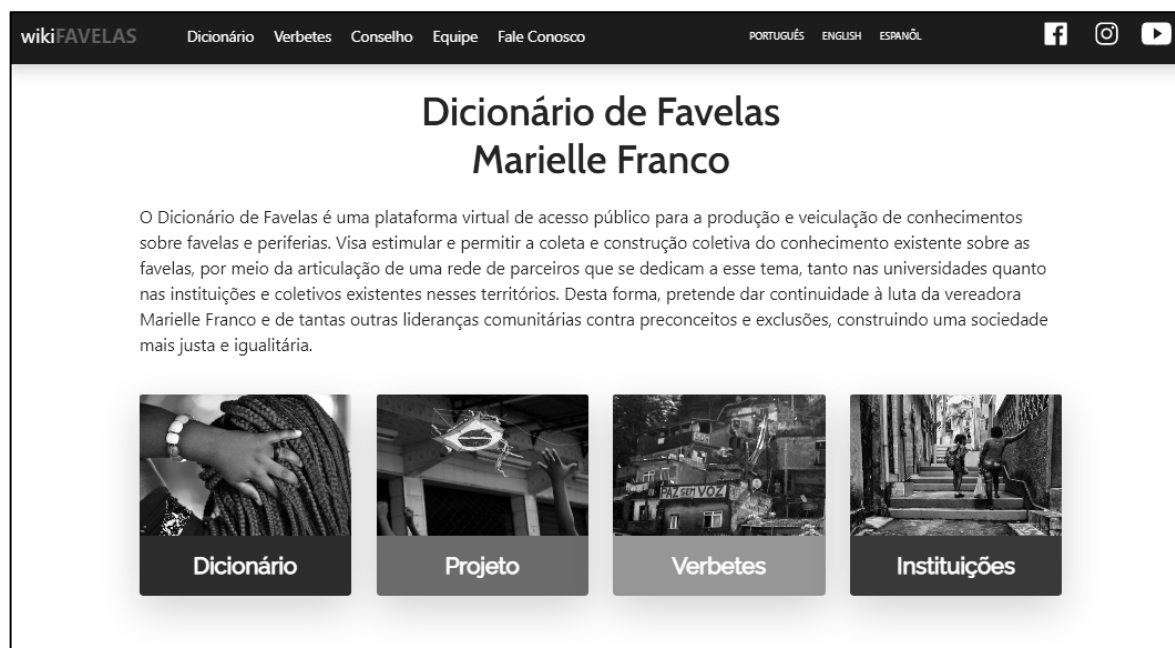 wikiFAVELAS Dicionário Verbetes Conselho Equipe Fale Conosco PORTUGUÊS ENGLISH ESPANÕL
Dicionário de Favelas
Marielle Franco
O Dicionário de Favelas é uma plataforma virtual de acesso público para a produção e veiculação de conhecimentos
sobre favelas e periferias. Visa estimular e permitir a coleta e construção coletiva do conhecimento existente sobre as
favelas, por meio da articulação de uma rede de parceiros que se dedicam a esse tema, tanto nas universidades quanto
nas instituições e coletivos existentes nesses territórios. Desta forma, pretende dar continuidade à luta da vereadora
Marielle Franco e de tantas outras lideranças comunitárias contra preconceitos e exclusões, construindo uma sociedade
mais justa e igualitária.
PAZ SEM VOZ
Dicionário Projeto Verbetes Instituições